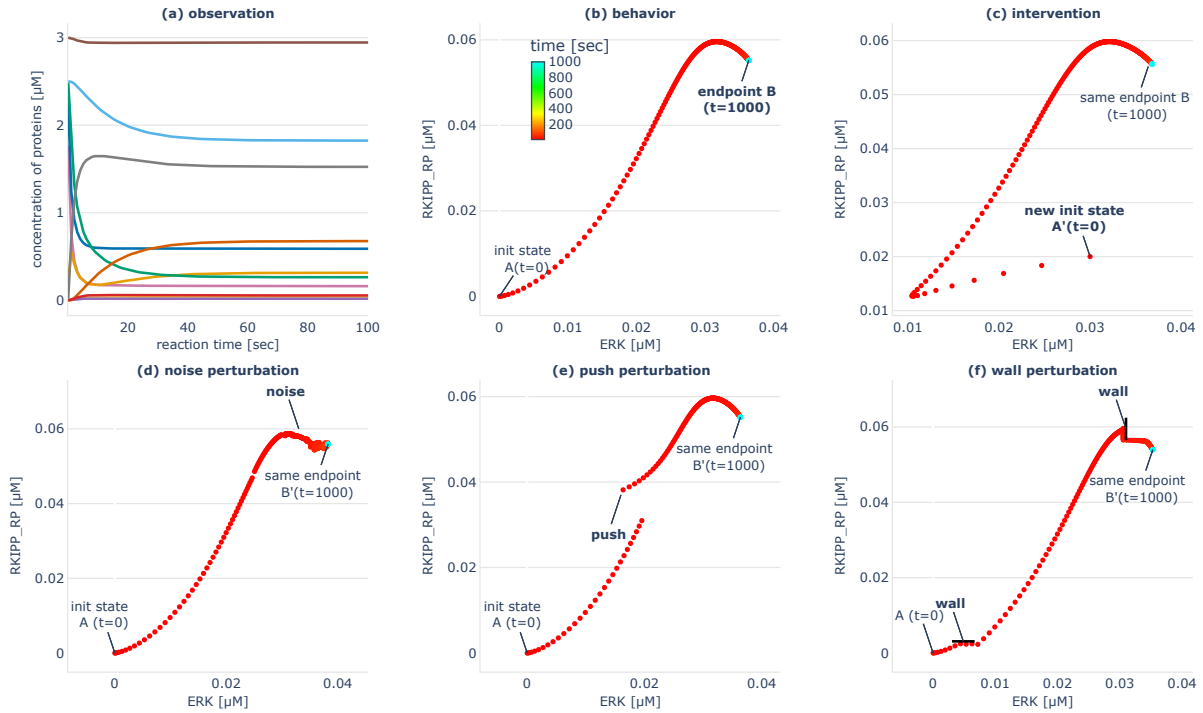 (a) observation
concentration of proteins [µM]
3
2
1
0
20
40
60
80
100
reaction time [sec]
(b) behavior
RKIPP_RP [µM]
0.06
0.04
0.02
0
time [sec]
1000
800
600
400
200
endpoint B
(t=1000)
init state
A(t=0)
0
0.01
0.02
0.03
0.04
ERK [µM]
(c) intervention
RKIPP_RP [µM]
0.06
0.05
0.04
0.03
0.02
0.01
same endpoint B
(t=1000)
new init state
A'(t=0)
0.01
0.02
0.03
0.04
ERK [µM]
(d) noise perturbation
RKIPP_RP [µM]
0.06
0.04
0.02
0
noise
same endpoint
B'(t=1000)
init state
A (t=0)
0
0.02
0.04
ERK [µM]
(e) push perturbation
RKIPP_RP [µM]
0.06
0.04
0.02
0
same endpoint
B'(t=1000)
push
init state
A (t=0)
0
0.02
0.04
ERK [µM]
(f) wall perturbation
RKIPP_RP [µM]
0.06
0.04
0.02
0
wall
same endpoint
B'(t=1000)
wall
A (t=0)
0
0.01
0.02
0.03
0.04
ERK [µM]